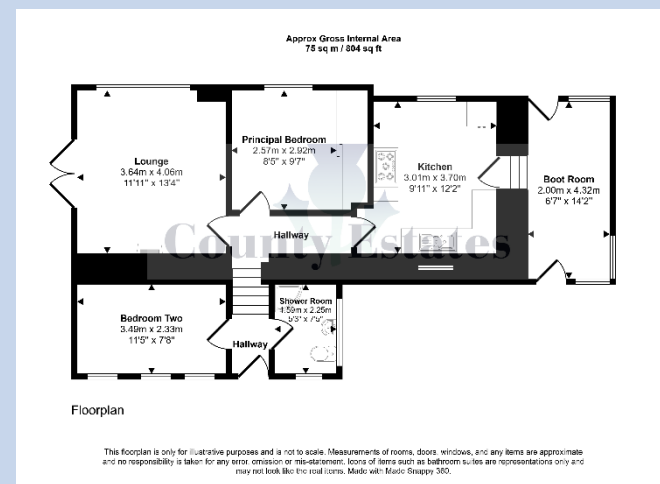 Approx Gross Internal Area
75 sq m / 804 sq ft
Lounge
3.64m x 4.06m
11'11" x 13'4"
Principal Bedroom
2.57m x 2.92m
8'5" x 9'7"
Kitchen
3.01m x 3.70m
9'11" x 12'2"
Boot Room
2.00m x 4.32m
6'7" x 14'2"
Hallway
County Estates
Bedroom Two
3.49m x 2.33m
11'5" x 7'8"
Shower Room
1.59m x 2.25m
5'3" x 7'5"
Hallway
Floorplan
This floorplan is only for illustrative purposes and is not to scale. Measurements of rooms, doors, windows, and any items are approximate
and no responsibility is taken for any error, omission or mis-statement. Icons of items such as bathroom suites are representations only and
may not look like the real items. Made with Made Snappy 360.